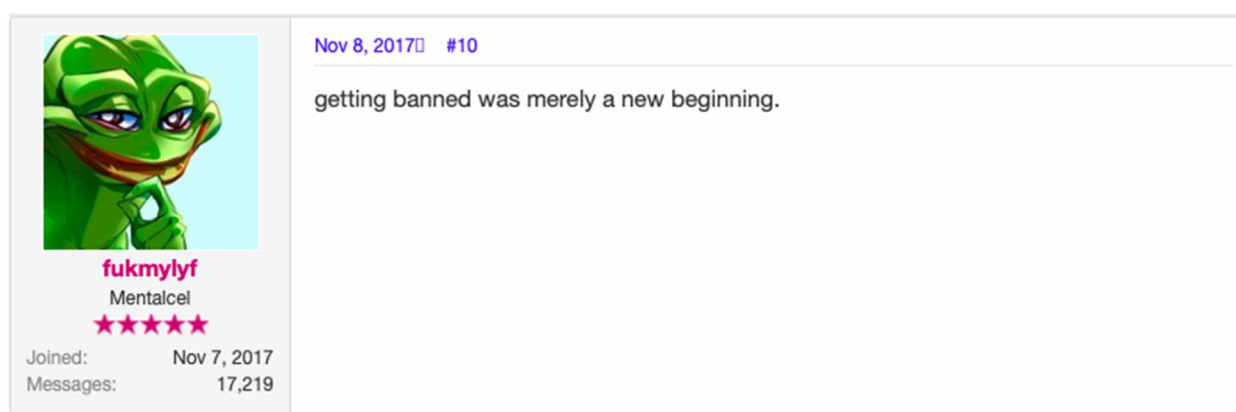 Nov 8, 2017▯ #10
getting banned was merely a new beginning.
fukmylyf
Mentalcel
Joined: Nov 7, 2017
Messages: 17,219